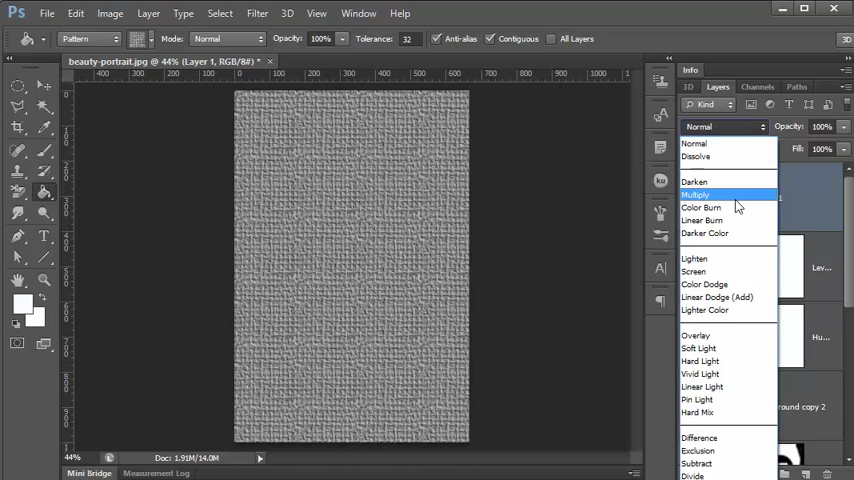 Ps File Edit Image Layer Type Select Filter 3D View Window Help
Pattern Mode: Normal Opacity: 100% Tolerance: 32 Anti-alias Contiguous All Layers 3D
beauty-portrait.jpg @ 44% (Layer 1, RGB/8#) * ×
400 300 200 100 0 100 200 300 400 500 600 700 800 900 1000 1
Info
3D Layers Channels Paths
Kind
Normal Opacity: 100%
Fill: 100%
Normal
Dissolve
Darken
Multiply
Color Burn
Linear Burn
Darker Color
Lighten
Screen
Color Dodge
Linear Dodge (Add)
Lighter Color
Overlay
Soft Light
Hard Light
Vivid Light
Linear Light
Pin Light
Hard Mix
Difference
Exclusion
Subtract
Divide
1
Lev...
Hu...
round copy 2
ku
44% Doc: 1.91M/14.0M
Mini Bridge Measurement Log